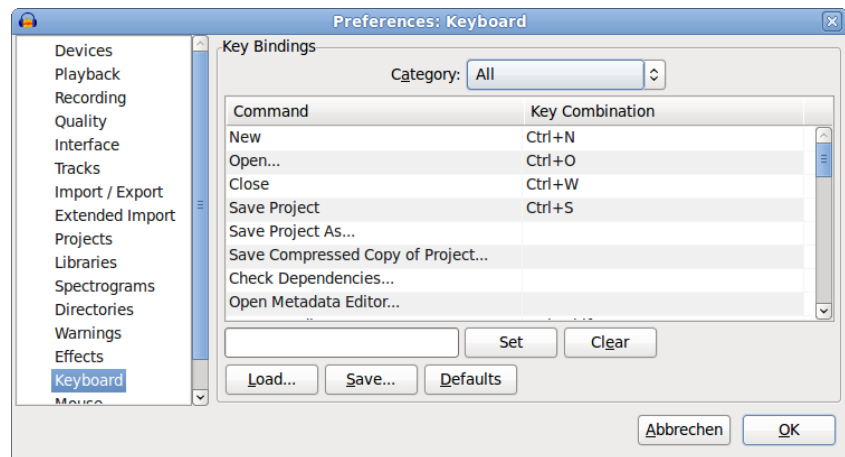 Preferences: Keyboard
Devices
Playback
Recording
Quality
Interface
Tracks
Import / Export
Extended Import
Projects
Libraries
Spectrograms
Directories
Warnings
Effects
Keyboard
Mouse
Key Bindings
Category: All
Command Key Combination
New Ctrl+N
Open... Ctrl+O
Close Ctrl+W
Save Project Ctrl+S
Save Project As...
Save Compressed Copy of Project...
Check Dependencies...
Open Metadata Editor...
Set Clear
Load... Save... Defaults
Abbrechen OK